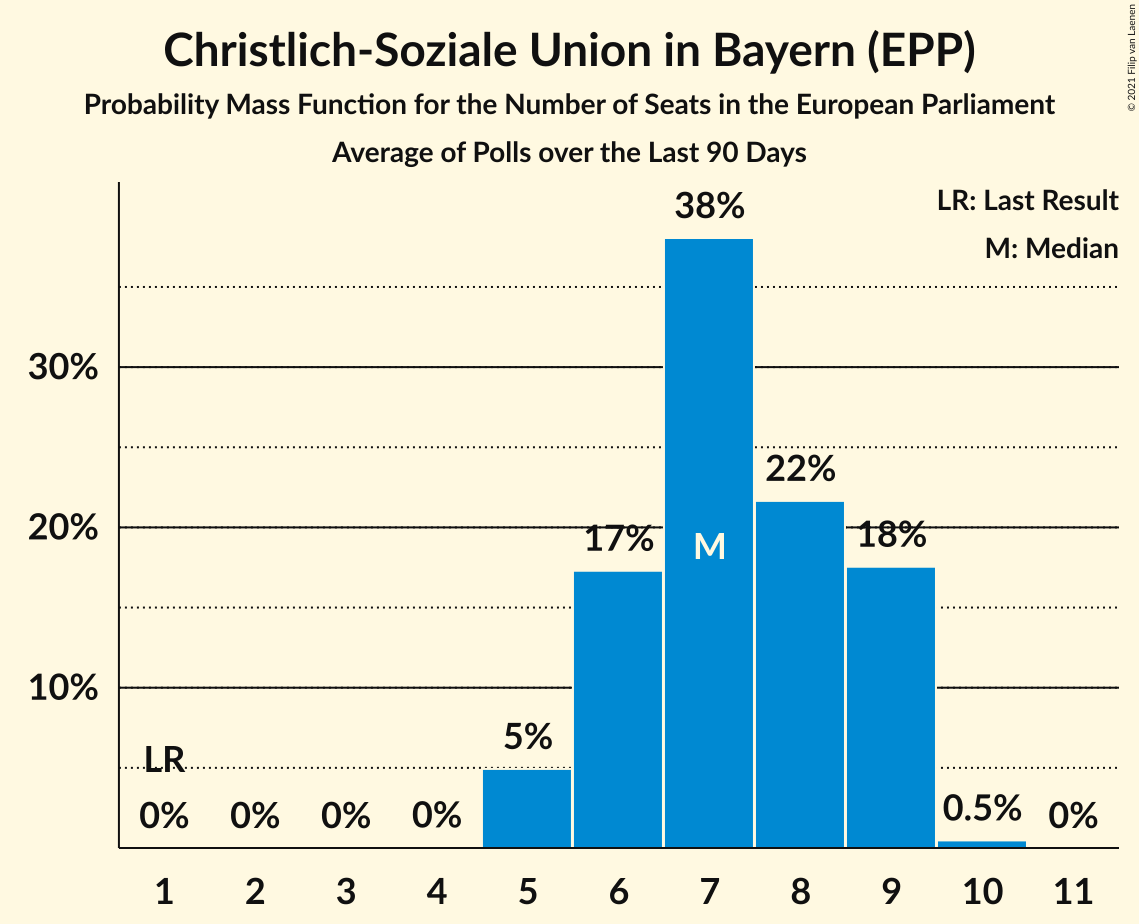 Christlich-Soziale Union in Bayern (EPP)
Probability Mass Function for the Number of Seats in the European Parliament
Average of Polls over the Last 90 Days
© 2021 Filip van Laenen
LR: Last Result
M: Median
38%
30%
22%
20%
17%
18%
M
10%
5%
LR
0%
0%
0%
0%
0.5%
0%
1 2 3 4 5 6 7 8 9 10 11